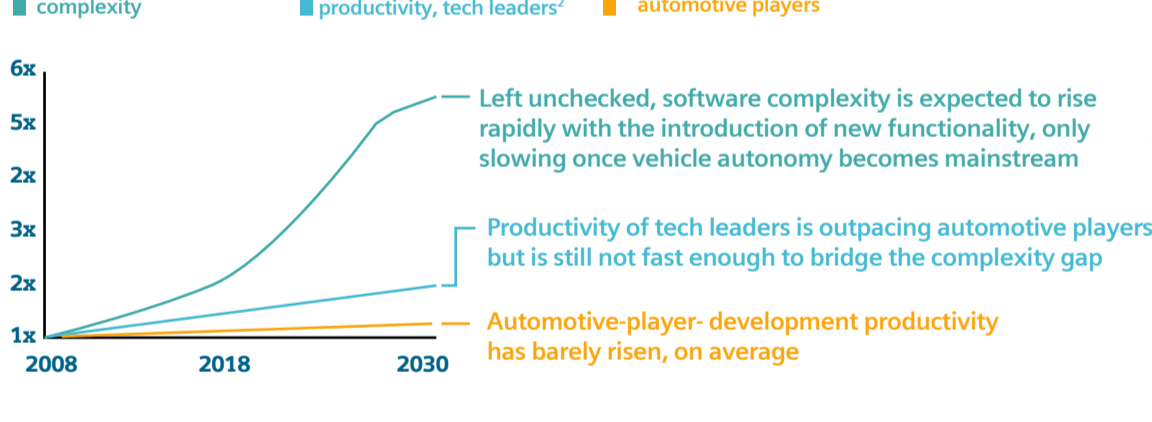 complexity
productivity, tech leaders²
automotive players
6x
5x
2x
3x
2x
1x
2008
2018
2030
Left unchecked, software complexity is expected to rise
rapidly with the introduction of new functionality, only
slowing once vehicle autonomy becomes mainstream
Productivity of tech leaders is outpacing automotive players
but is still not fast enough to bridge the complexity gap
Automotive-player- development productivity
has barely risen, on average